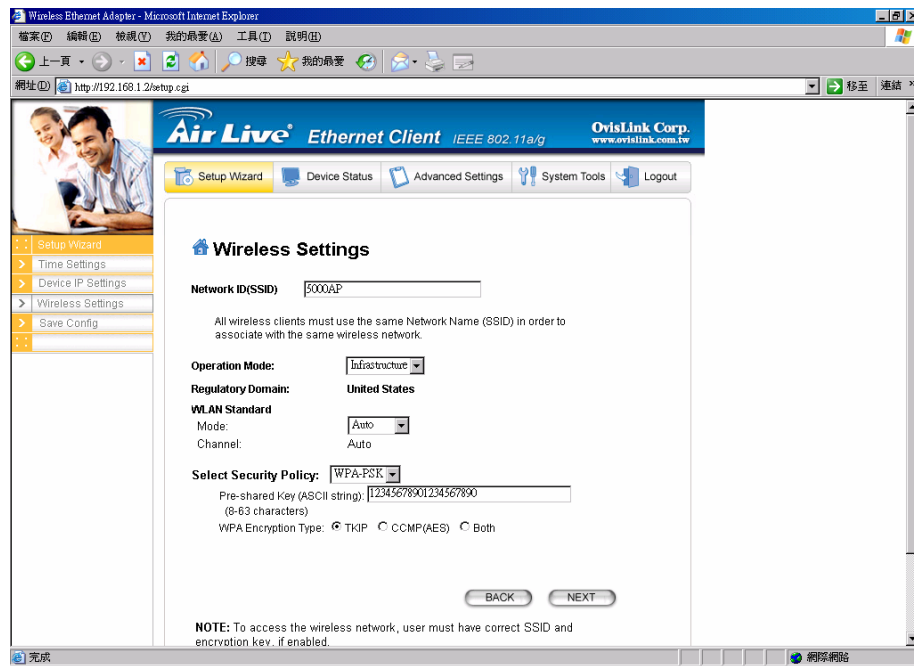 Wireless Ethernet Adapter - Microsoft Internet Explorer
檔案(F) 編輯(E) 檢視(V) 我的最愛(A) 工具(T) 說明(H)
上一頁 搜尋 我的最愛
網址(D) http://192.168.1.2/setup.cgi 移至 連結 »
Air Live® Ethernet Client IEEE 802.11a/g
OvisLink Corp.
www.ovislink.com.tw
Setup Wizard Device Status Advanced Settings System Tools Logout
Setup Wizard
Time Settings
Device IP Settings
Wireless Settings
Save Config
Wireless Settings
Network ID(SSID) 5000AP
All wireless clients must use the same Network Name (SSID) in order to
associate with the same wireless network.
Operation Mode: Infrastructure
Regulatory Domain: United States
WLAN Standard
Mode: Auto
Channel: Auto
Select Security Policy: WPA-PSK
Pre-shared Key (ASCII string): 12345678901234567890
(8-63 characters)
WPA Encryption Type: TKIP CCMP(AES) Both
BACK NEXT
NOTE: To access the wireless network, user must have correct SSID and
encryption key, if enabled.
完成 網際網路